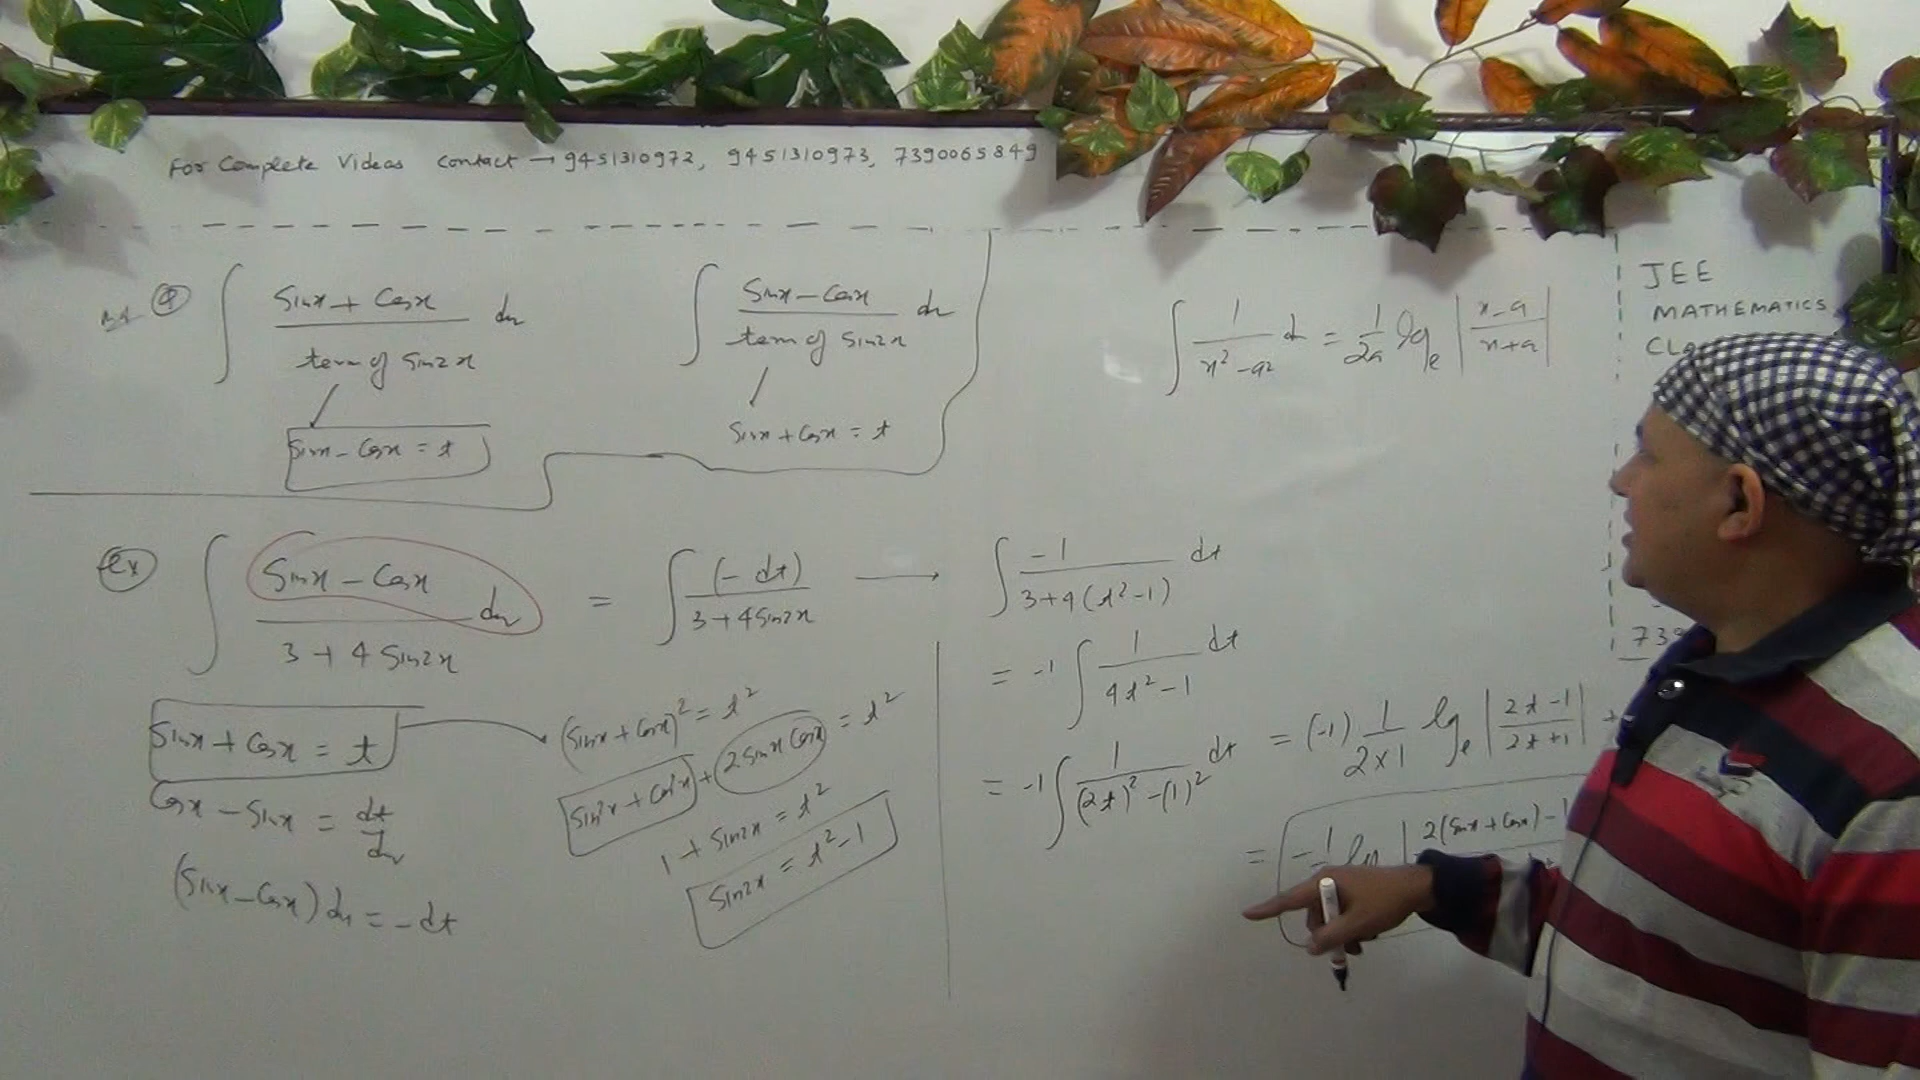 For Complete Videos Contact → 9451310972, 9451310973, 7390065849
JEE
MATHEMATICS
④ ∫ (Sinx + Cosx)/(term of Sin2x) dx
Sinx - Cosx = t
∫ (Sinx - Cosx)/(term of Sin2x) dx
Sinx + Cosx = t
∫ 1/(x² - a²) d = 1/2a logₑ |(x-a)/(x+a)|
Ex ∫ (Sinx - Cosx)/(3 + 4 Sin2x) dx = ∫ (-dt)/(3 + 4Sin2x) → ∫ -1/(3+4(t²-1)) dt
Sinx + Cosx = t
Cosx - Sinx = dt/dx
(Sinx - Cosx) dx = -dt
(Sinx + Cosx)² = t²
Sin²x + Cos²x + 2Sinx Cosx = t²
1 + Sin2x = t²
Sin2x = t² - 1
= -1 ∫ 1/(4t² - 1) dt
= -1 ∫ 1/((2t)² - (1)²) dt = (-1) 1/(2×1) logₑ |(2t-1)/(2t+1)| +
739